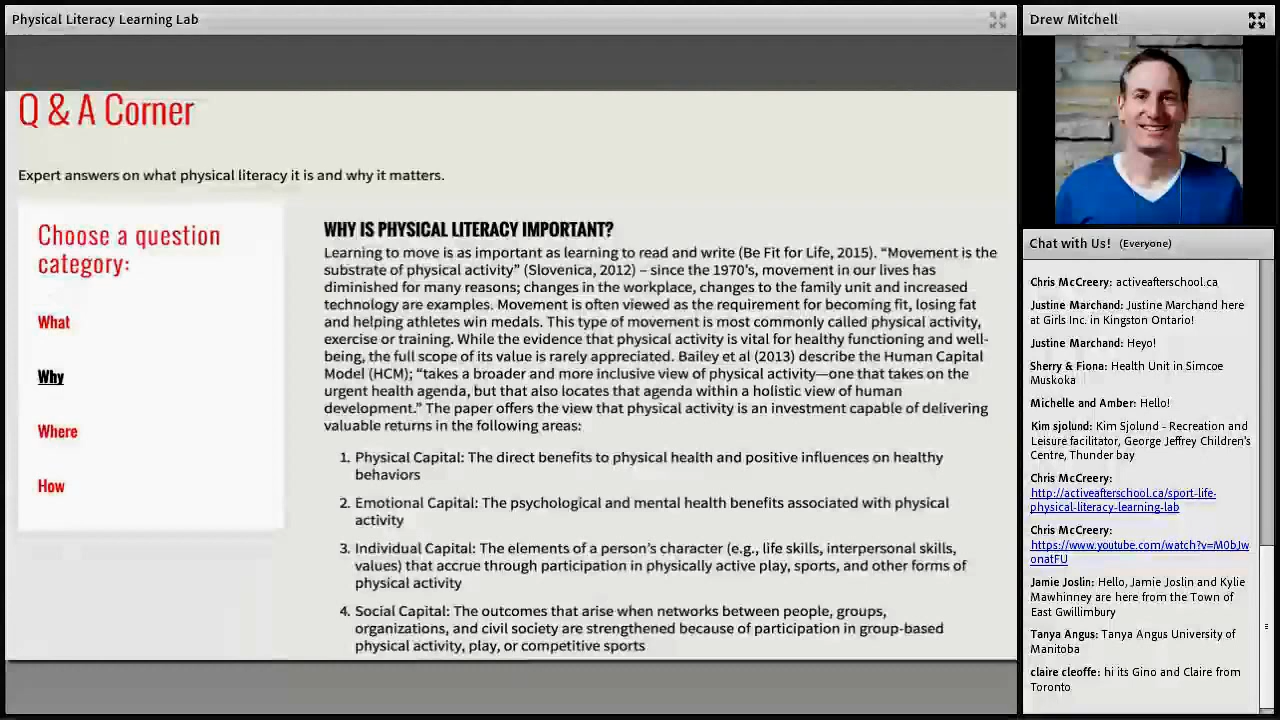 Physical Literacy Learning Lab
Q & A Corner
Expert answers on what physical literacy it is and why it matters.
Choose a question
category:
What
Why
Where
How
WHY IS PHYSICAL LITERACY IMPORTANT?
Learning to move is as important as learning to read and write (Be Fit for Life, 2015). “Movement is the
substrate of physical activity” (Slovenica, 2012) – since the 1970’s, movement in our lives has
diminished for many reasons; changes in the workplace, changes to the family unit and increased
technology are examples. Movement is often viewed as the requirement for becoming fit, losing fat
and helping athletes win medals. This type of movement is most commonly called physical activity,
exercise or training. While the evidence that physical activity is vital for healthy functioning and well-
being, the full scope of its value is rarely appreciated. Bailey et al (2013) describe the Human Capital
Model (HCM); “takes a broader and more inclusive view of physical activity—one that takes on the
urgent health agenda, but that also locates that agenda within a holistic view of human
development.” The paper offers the view that physical activity is an investment capable of delivering
valuable returns in the following areas:
1. Physical Capital: The direct benefits to physical health and positive influences on healthy
behaviors
2. Emotional Capital: The psychological and mental health benefits associated with physical
activity
3. Individual Capital: The elements of a person’s character (e.g., life skills, interpersonal skills,
values) that accrue through participation in physically active play, sports, and other forms of
physical activity
4. Social Capital: The outcomes that arise when networks between people, groups,
organizations, and civil society are strengthened because of participation in group-based
physical activity, play, or competitive sports
Drew Mitchell
Chat with Us! (Everyone)
Chris McCreery: activeafterschool.ca
Justine Marchand: Justine Marchand here
at Girls Inc. in Kingston Ontario!
Justine Marchand: Heyo!
Sherry & Fiona: Health Unit in Simcoe
Muskoka
Michelle and Amber: Hello!
Kim sjolund: Kim Sjolund - Recreation and
Leisure facilitator, George Jeffrey Children's
Centre, Thunder bay
Chris McCreery:
http://activeafterschool.ca/sport-life-
physical-literacy-learning-lab
Chris McCreery:
https://www.youtube.com/watch?v=M0bJw
onatFU
Jamie Joslin: Hello, Jamie Joslin and Kylie
Mawhinney are here from the Town of
East Gwillimbury
Tanya Angus: Tanya Angus University of
Manitoba
claire cleoffe: hi its Gino and Claire from
Toronto